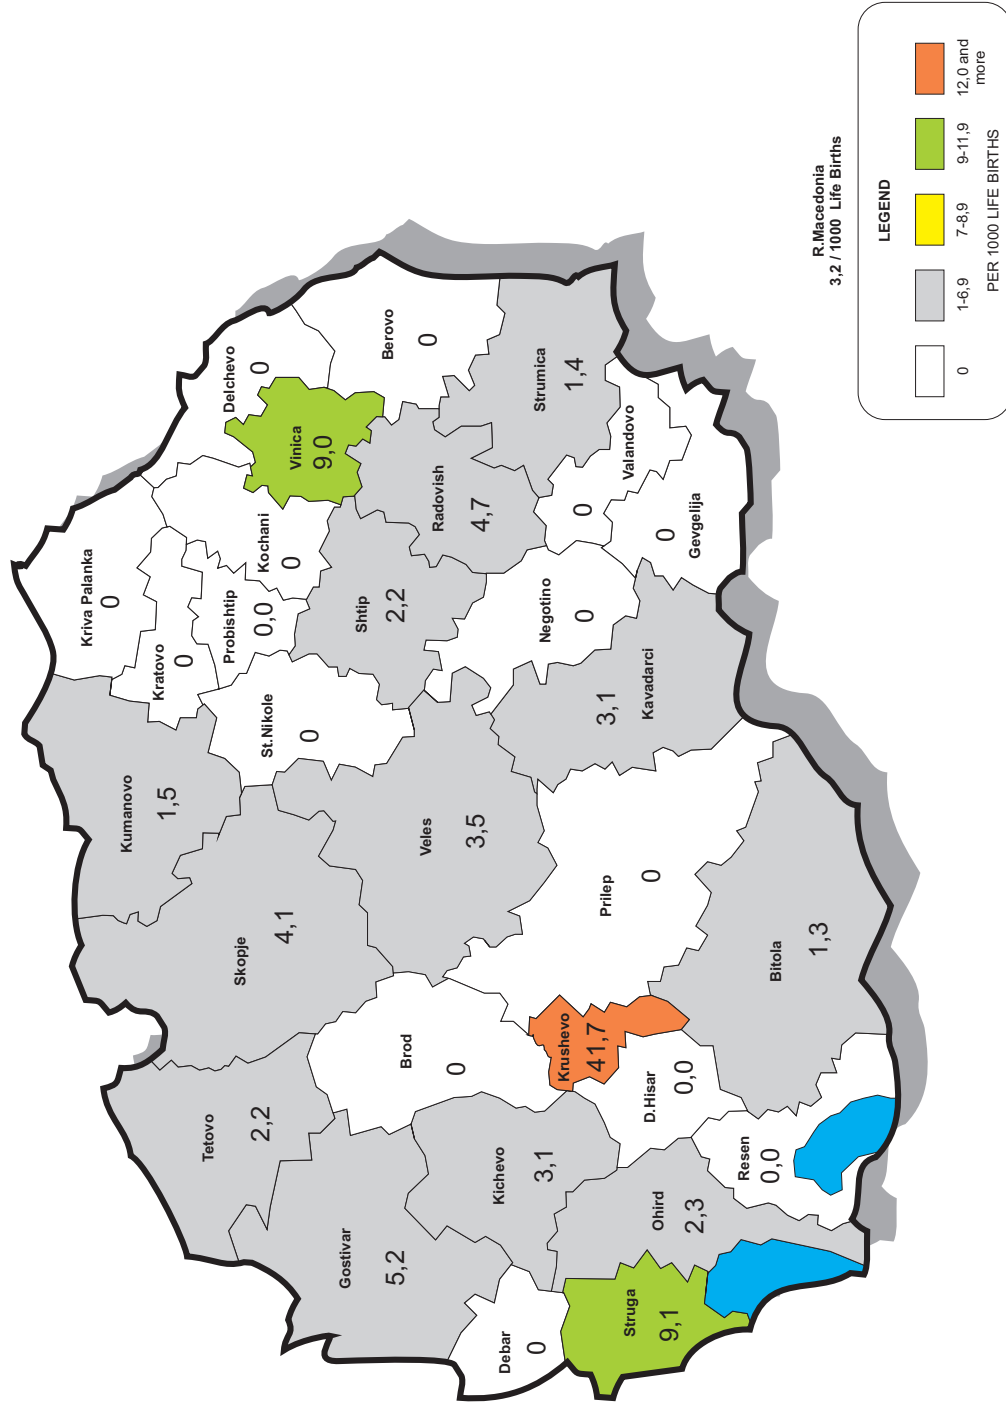 Kriva Palanka
0
Kratovo
0
Kumanovo
1,5
Probishtip
0,0
Kochani
0
Delchevo
0
Vinica
9,0
Berovo
0
St.Nikole
0
Shtip
2,2
Radovish
4,7
Strumica
1,4
Skopje
4,1
Tetovo
2,2
Veles
3,5
Negotino
0
Valandovo
0
Gevgelija
0
Kavadarci
3,1
Gostivar
5,2
Brod
0
Prilep
0
Kichevo
3,1
Krushevo
41,7
D.Hisar
0,0
Bitola
1,3
Debar
0
Struga
9,1
Ohird
2,3
Resen
0,0
R.Macedonia
3,2 / 1000 Life Births
LEGEND
0
1-6,9
7-8,9
9-11,9
12,0 and
more
PER 1000 LIFE BIRTHS